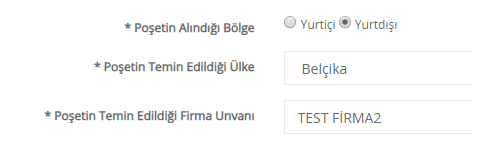 * Poşetin Alındığı Bölge Yurtiçi Yurtdışı
* Poşetin Temin Edildiği Ülke Belçika
* Poşetin Temin Edildiği Firma Unvanı TEST FİRMA2